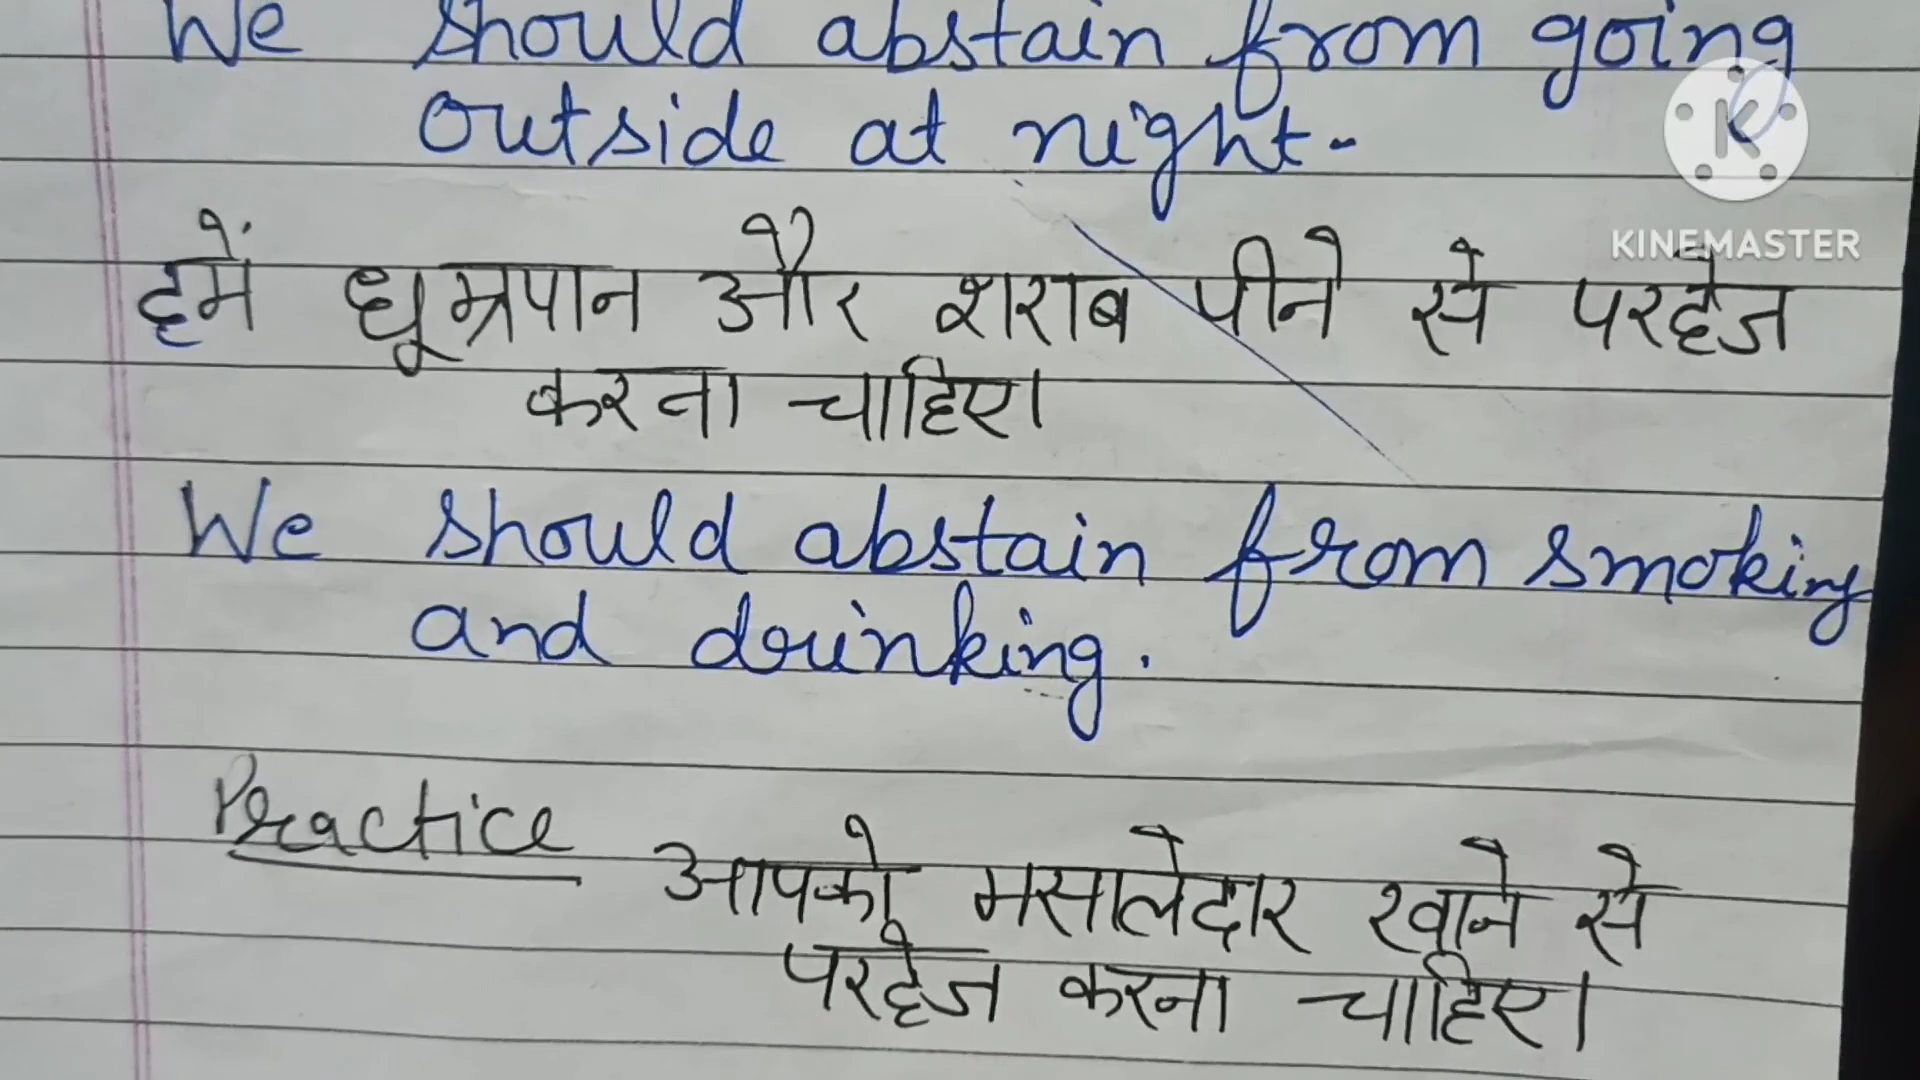 We should abstain from going
outside at night.
K
KINEMASTER
हमें धूम्रपान और शराब पीने से परहेज
करना चाहिए।
We should abstain from smoking
and drinking.
Practice आपको मसालेदार खाने से
परहेज करना चाहिए।